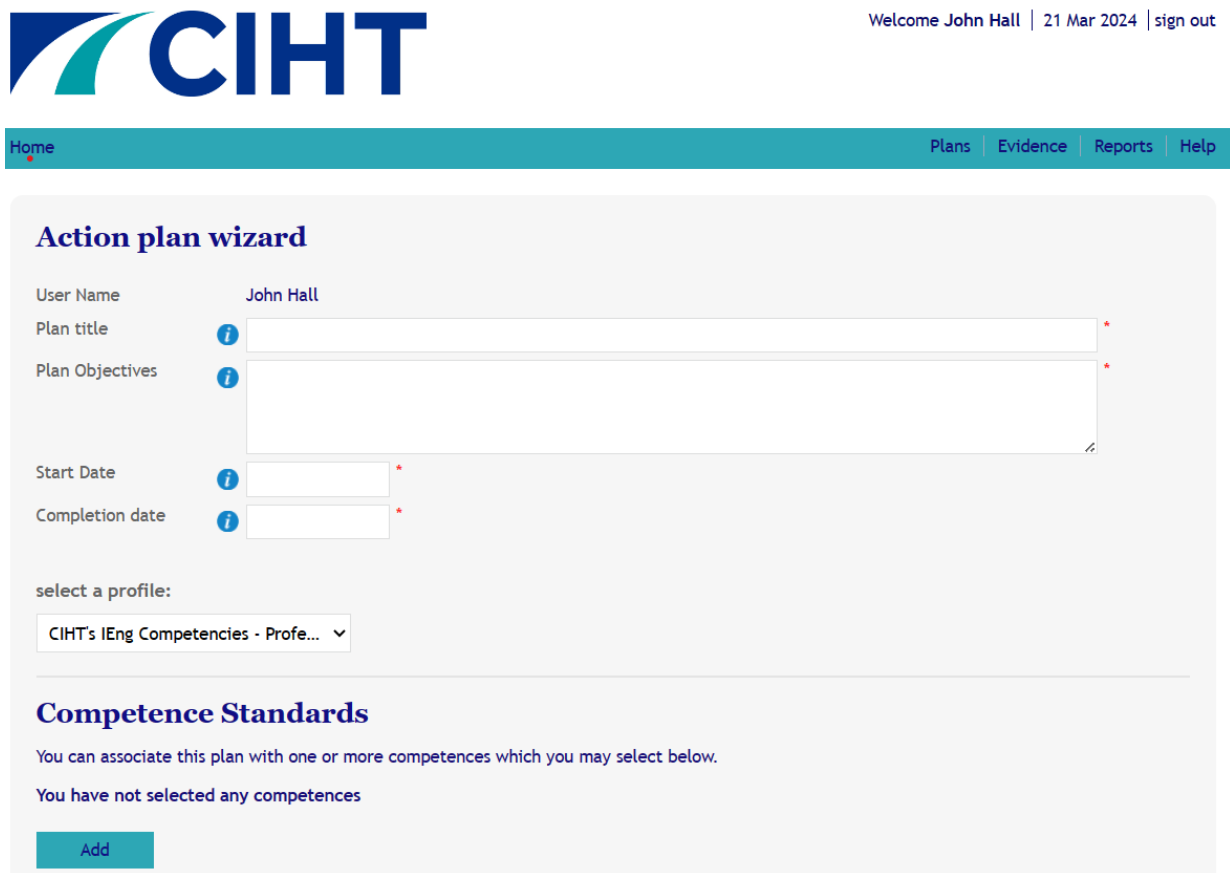 CIHT
Welcome John Hall | 21 Mar 2024 | sign out
Home Plans Evidence Reports Help
Action plan wizard
User Name John Hall
Plan title i *
Plan Objectives i *
Start Date i *
Completion date i *
select a profile:
CIHT's IEng Competencies - Profe...
Competence Standards
You can associate this plan with one or more competences which you may select below.
You have not selected any competences
Add